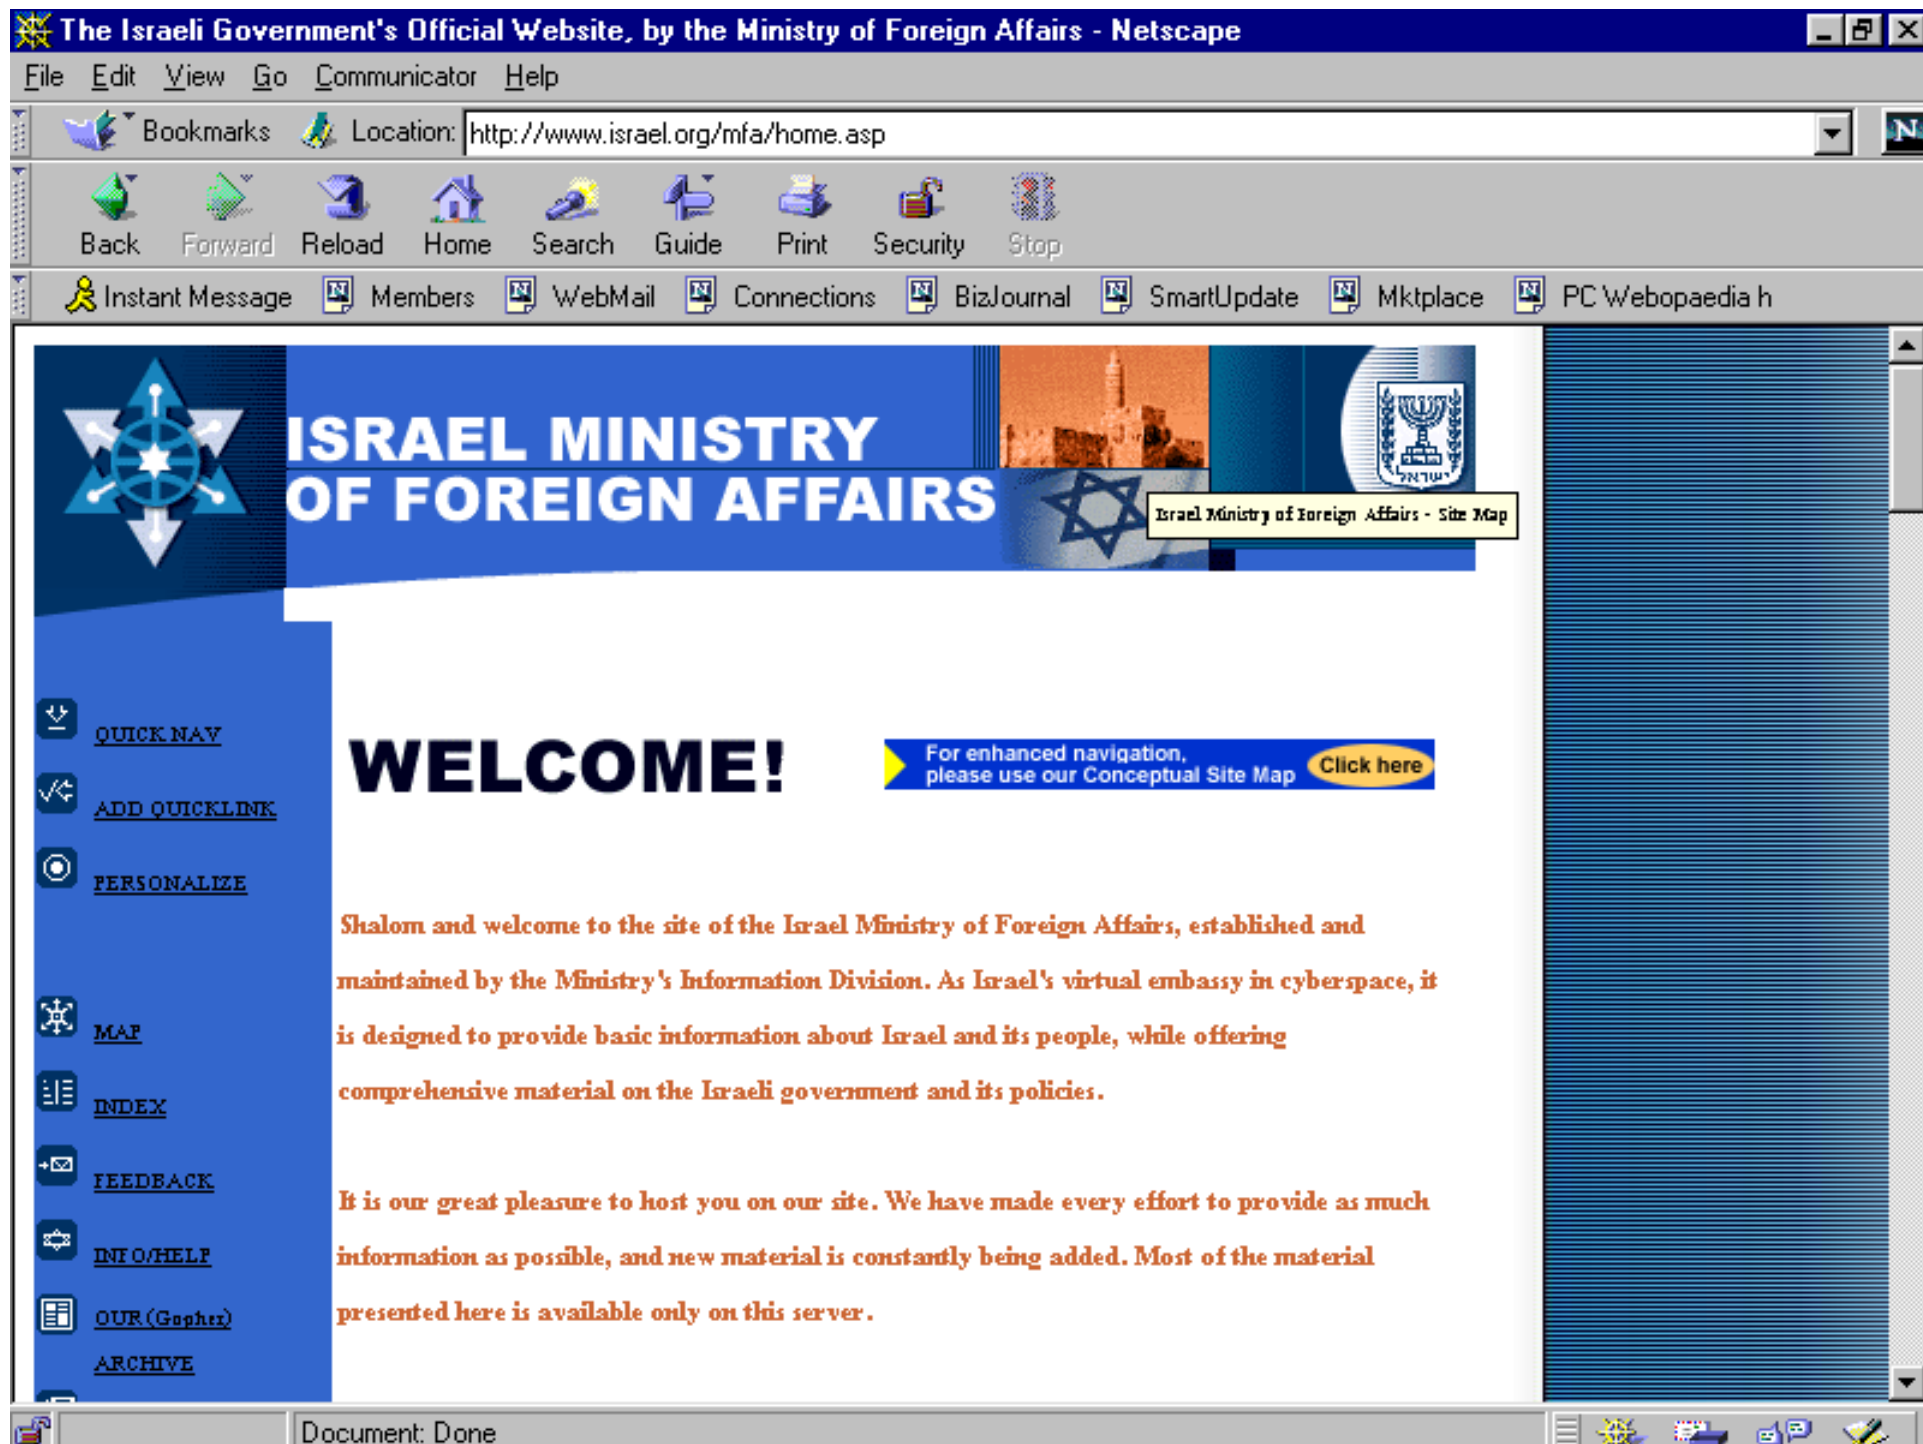 The Israeli Government's Official Website, by the Ministry of Foreign Affairs - Netscape
File Edit View Go Communicator Help
Bookmarks Location: http://www.israel.org/mfa/home.asp
N
Back Forward Reload Home Search Guide Print Security Stop
Instant Message Members WebMail Connections BizJournal SmartUpdate Mktplace PC Webopaedia h
ISRAEL MINISTRY
OF FOREIGN AFFAIRS
ישראל
Israel Ministry of Foreign Affairs - Site Map
QUICK NAV
ADD QUICKLINK
PERSONALIZE
MAP
INDEX
FEEDBACK
INFO/HELP
OUR (Gopher)
ARCHIVE
WELCOME!
For enhanced navigation,
please use our Conceptual Site Map
Click here
Shalom and welcome to the site of the Israel Ministry of Foreign Affairs, established and
maintained by the Ministry's Information Division. As Israel's virtual embassy in cyberspace, it
is designed to provide basic information about Israel and its people, while offering
comprehensive material on the Israeli government and its policies.
It is our great pleasure to host you on our site. We have made every effort to provide as much
information as possible, and new material is constantly being added. Most of the material
presented here is available only on this server.
Document: Done